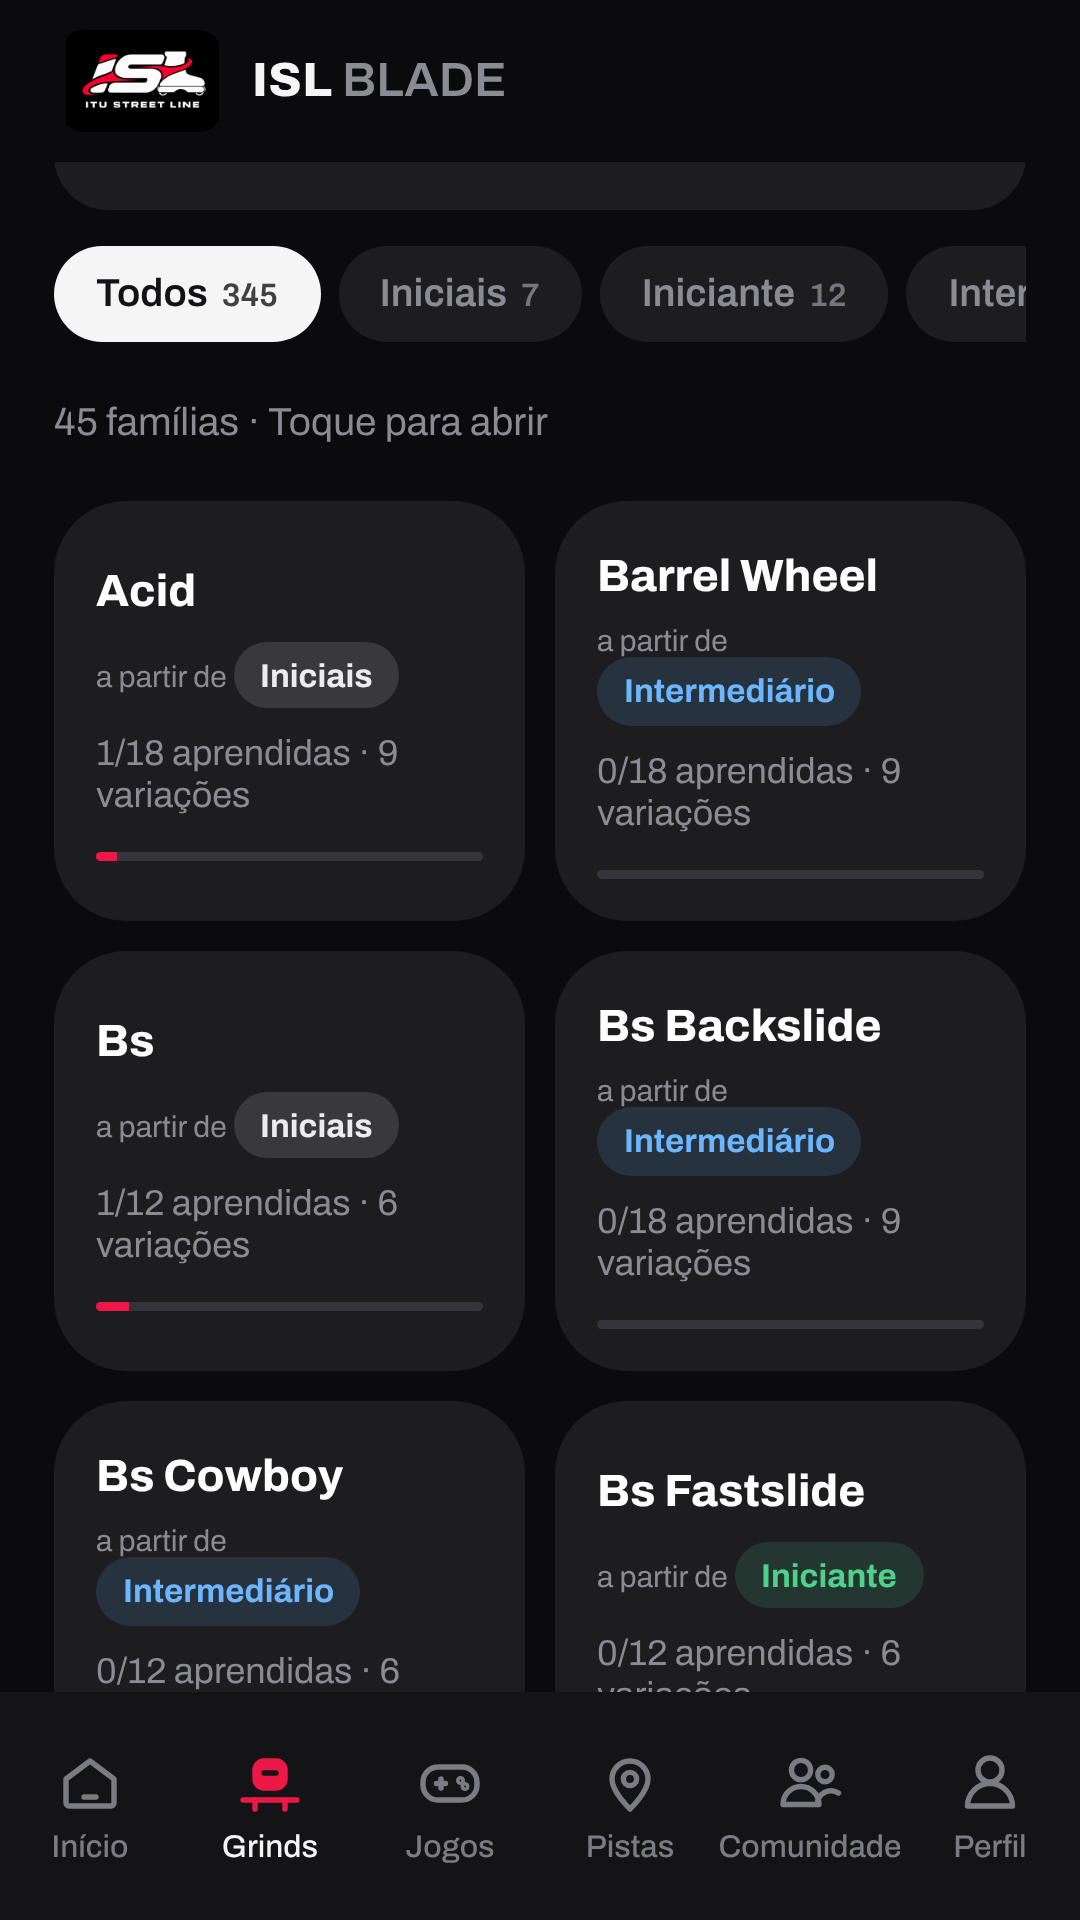 ISL
ITU STREET LINE
ISL BLADE
Todos 345
Iniciais 7
Iniciante 12
Inter
45 famílias · Toque para abrir
Acid
a partir de Iniciais
1/18 aprendidas · 9
variações
Barrel Wheel
a partir de
Intermediário
0/18 aprendidas · 9
variações
Bs
a partir de Iniciais
1/12 aprendidas · 6
variações
Bs Backslide
a partir de
Intermediário
0/18 aprendidas · 9
variações
Bs Cowboy
a partir de
Intermediário
0/12 aprendidas · 6
Bs Fastslide
a partir de Iniciante
0/12 aprendidas · 6
variações
Início
Grinds
Jogos
Pistas
Comunidade
Perfil